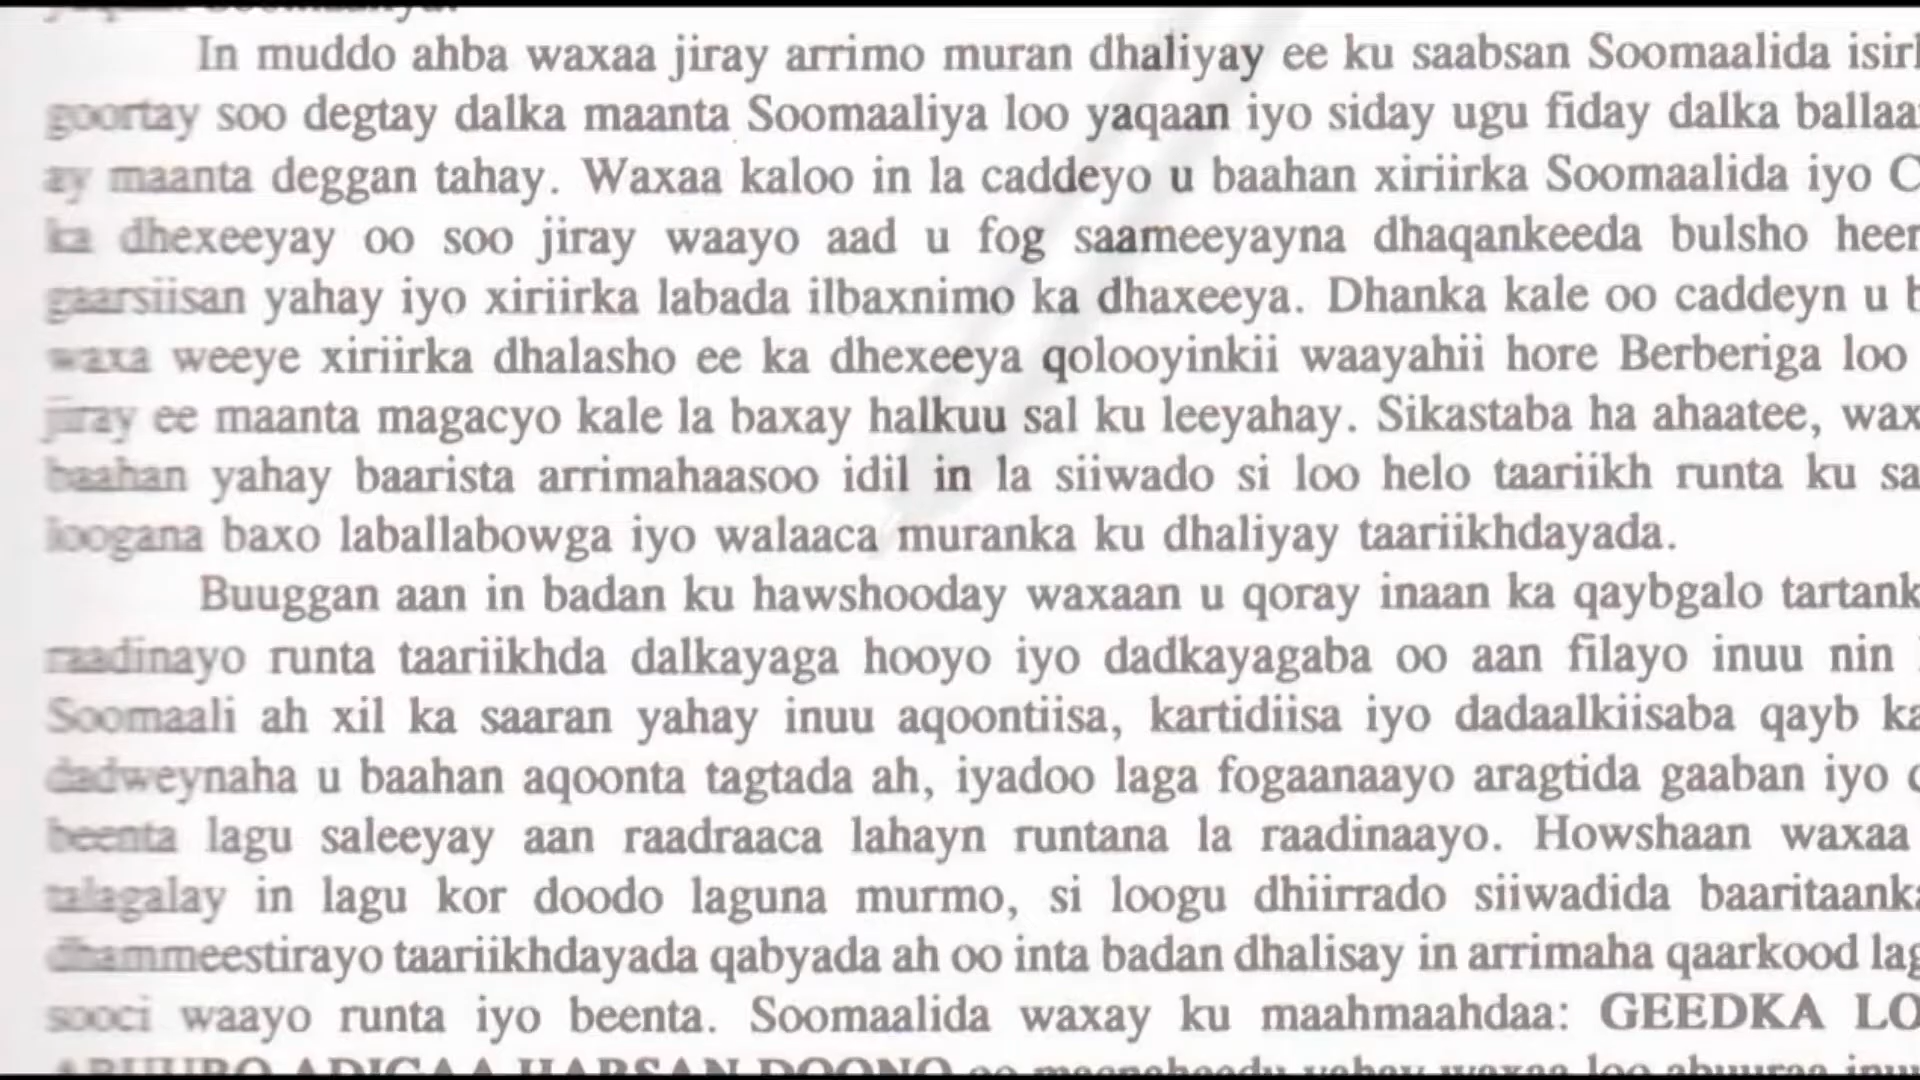 In muddo ahba waxaa jiray arrimo muran dhaliyay ee ku saabsan Soomaalida
goortay soo degtay dalka maanta Soomaaliya loo yaqaan iyo siday ugu fiday dalka
ay maanta deggan tahay. Waxaa kaloo in la caddeyo u baahan xiriirka Soomaalida iyo
ka dhexeeyay oo soo jiray waayo aad u fog saameeyayna dhaqankeeda bulsho
gaarsiisan yahay iyo xiriirka labada ilbaxnimo ka dhaxeeya. Dhanka kale oo caddeyn u
waxa weeye xiriirka dhalasho ee ka dhexeeya qolooyinkii waayahii hore Berberiga loo
jiray ee maanta magacyo kale la baxay halkuu sal ku leeyahay. Sikastaba ha ahaatee,
baahan yahay baarista arrimahaasoo idil in la siiwado si loo helo taariikh runta ku
loogana baxo laballabowga iyo walaaca muranka ku dhaliyay taariikhdayada.
Buuggan aan in badan ku hawshooday waxaan u qoray inaan ka qaybgalo
raadinayo runta taariikhda dalkayaga hooyo iyo dadkayagaba oo aan filayo inuu nin
Soomaali ah xil ka saaran yahay inuu aqoontiisa, kartidiisa iyo dadaalkiisaba qayb
dadweynaha u baahan aqoonta tagtada ah, iyadoo laga fogaanaayo aragtida gaaban iyo
beenta lagu saleeyay aan raadraaca lahayn runtana la raadinaayo. Howshaan waxaa
talagalay in lagu kor doodo laguna murmo, si loogu dhiirrado siiwadida
dhammeestirayo taariikhdayada qabyada ah oo inta badan dhalisay in arrimaha qaarkood
sooci waayo runta iyo beenta. Soomaalida waxay ku maahmaahdaa: GEEDKA